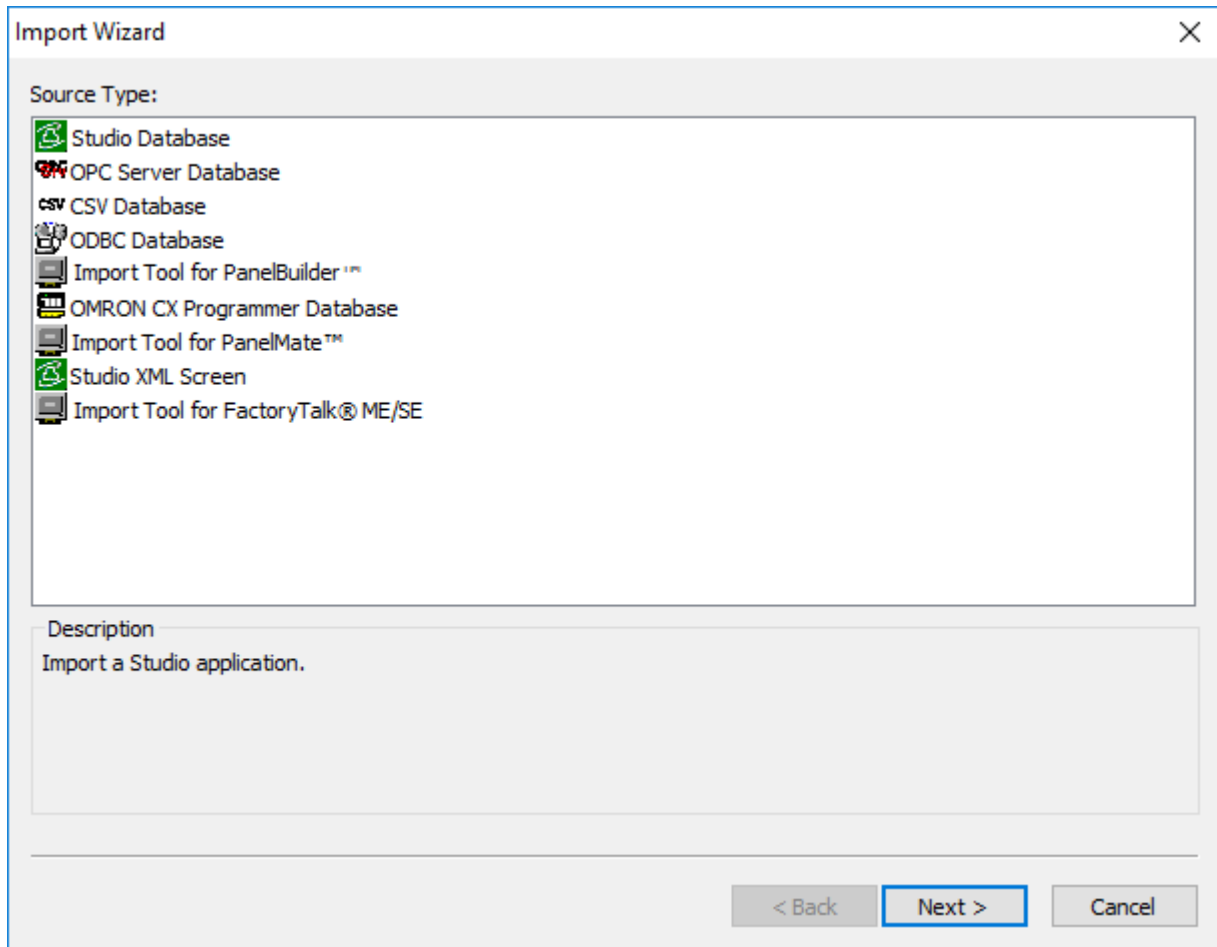 Import Wizard
Source Type:
Studio Database
OPC Server Database
CSV CSV Database
ODBC Database
Import Tool for PanelBuilder™
OMRON CX Programmer Database
Import Tool for PanelMate™
Studio XML Screen
Import Tool for FactoryTalk® ME/SE
Description
Import a Studio application.
< Back Next > Cancel